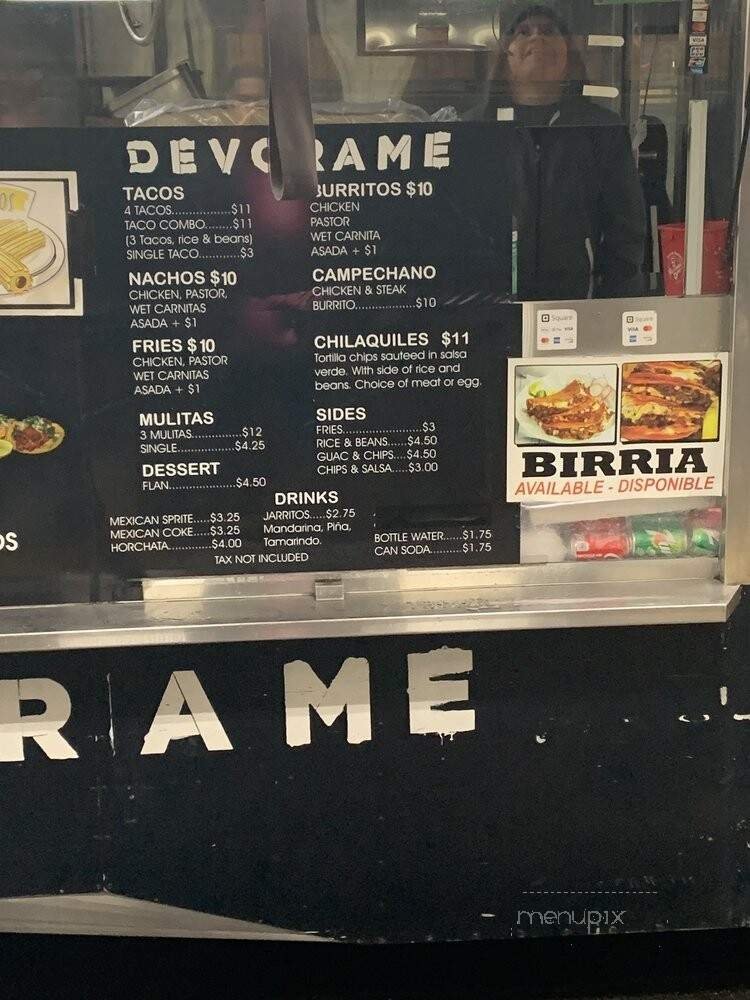 DEVORAME
TACOS
4 TACOS.................$11
TACO COMBO........$11
(3 Tacos, rice & beans)
SINGLE TACO............$3
NACHOS $10
CHICKEN, PASTOR,
WET CARNITAS
ASADA + $1
FRIES $10
CHICKEN, PASTOR
WET CARNITAS
ASADA + $1
MULITAS
3 MULITAS...............$12
SINGLE...................$4.25
DESSERT
FLAN.....................$4.50
BURRITOS $10
CHICKEN
PASTOR
WET CARNITA
ASADA + $1
CAMPECHANO
CHICKEN & STEAK
BURRITO..................$10
CHILAQUILES $11
Tortilla chips sauteed in salsa
verde. With side of rice and
beans. Choice of meat or egg.
SIDES
FRIES........................$3
RICE & BEANS......$4.50
GUAC & CHIPS....$4.50
CHIPS & SALSA.....$3.00
DRINKS
MEXICAN SPRITE.....$3.25
MEXICAN COKE.....$3.25
HORCHATA..............$4.00
JARRITOS.....$2.75
Mandarina, Piña,
Tamarindo.
BOTTLE WATER......$1.75
CAN SODA............$1.75
TAX NOT INCLUDED
Square
VISA
Square
VISA
BIRRIA
AVAILABLE - DISPONIBLE
OS
RAME
menupix